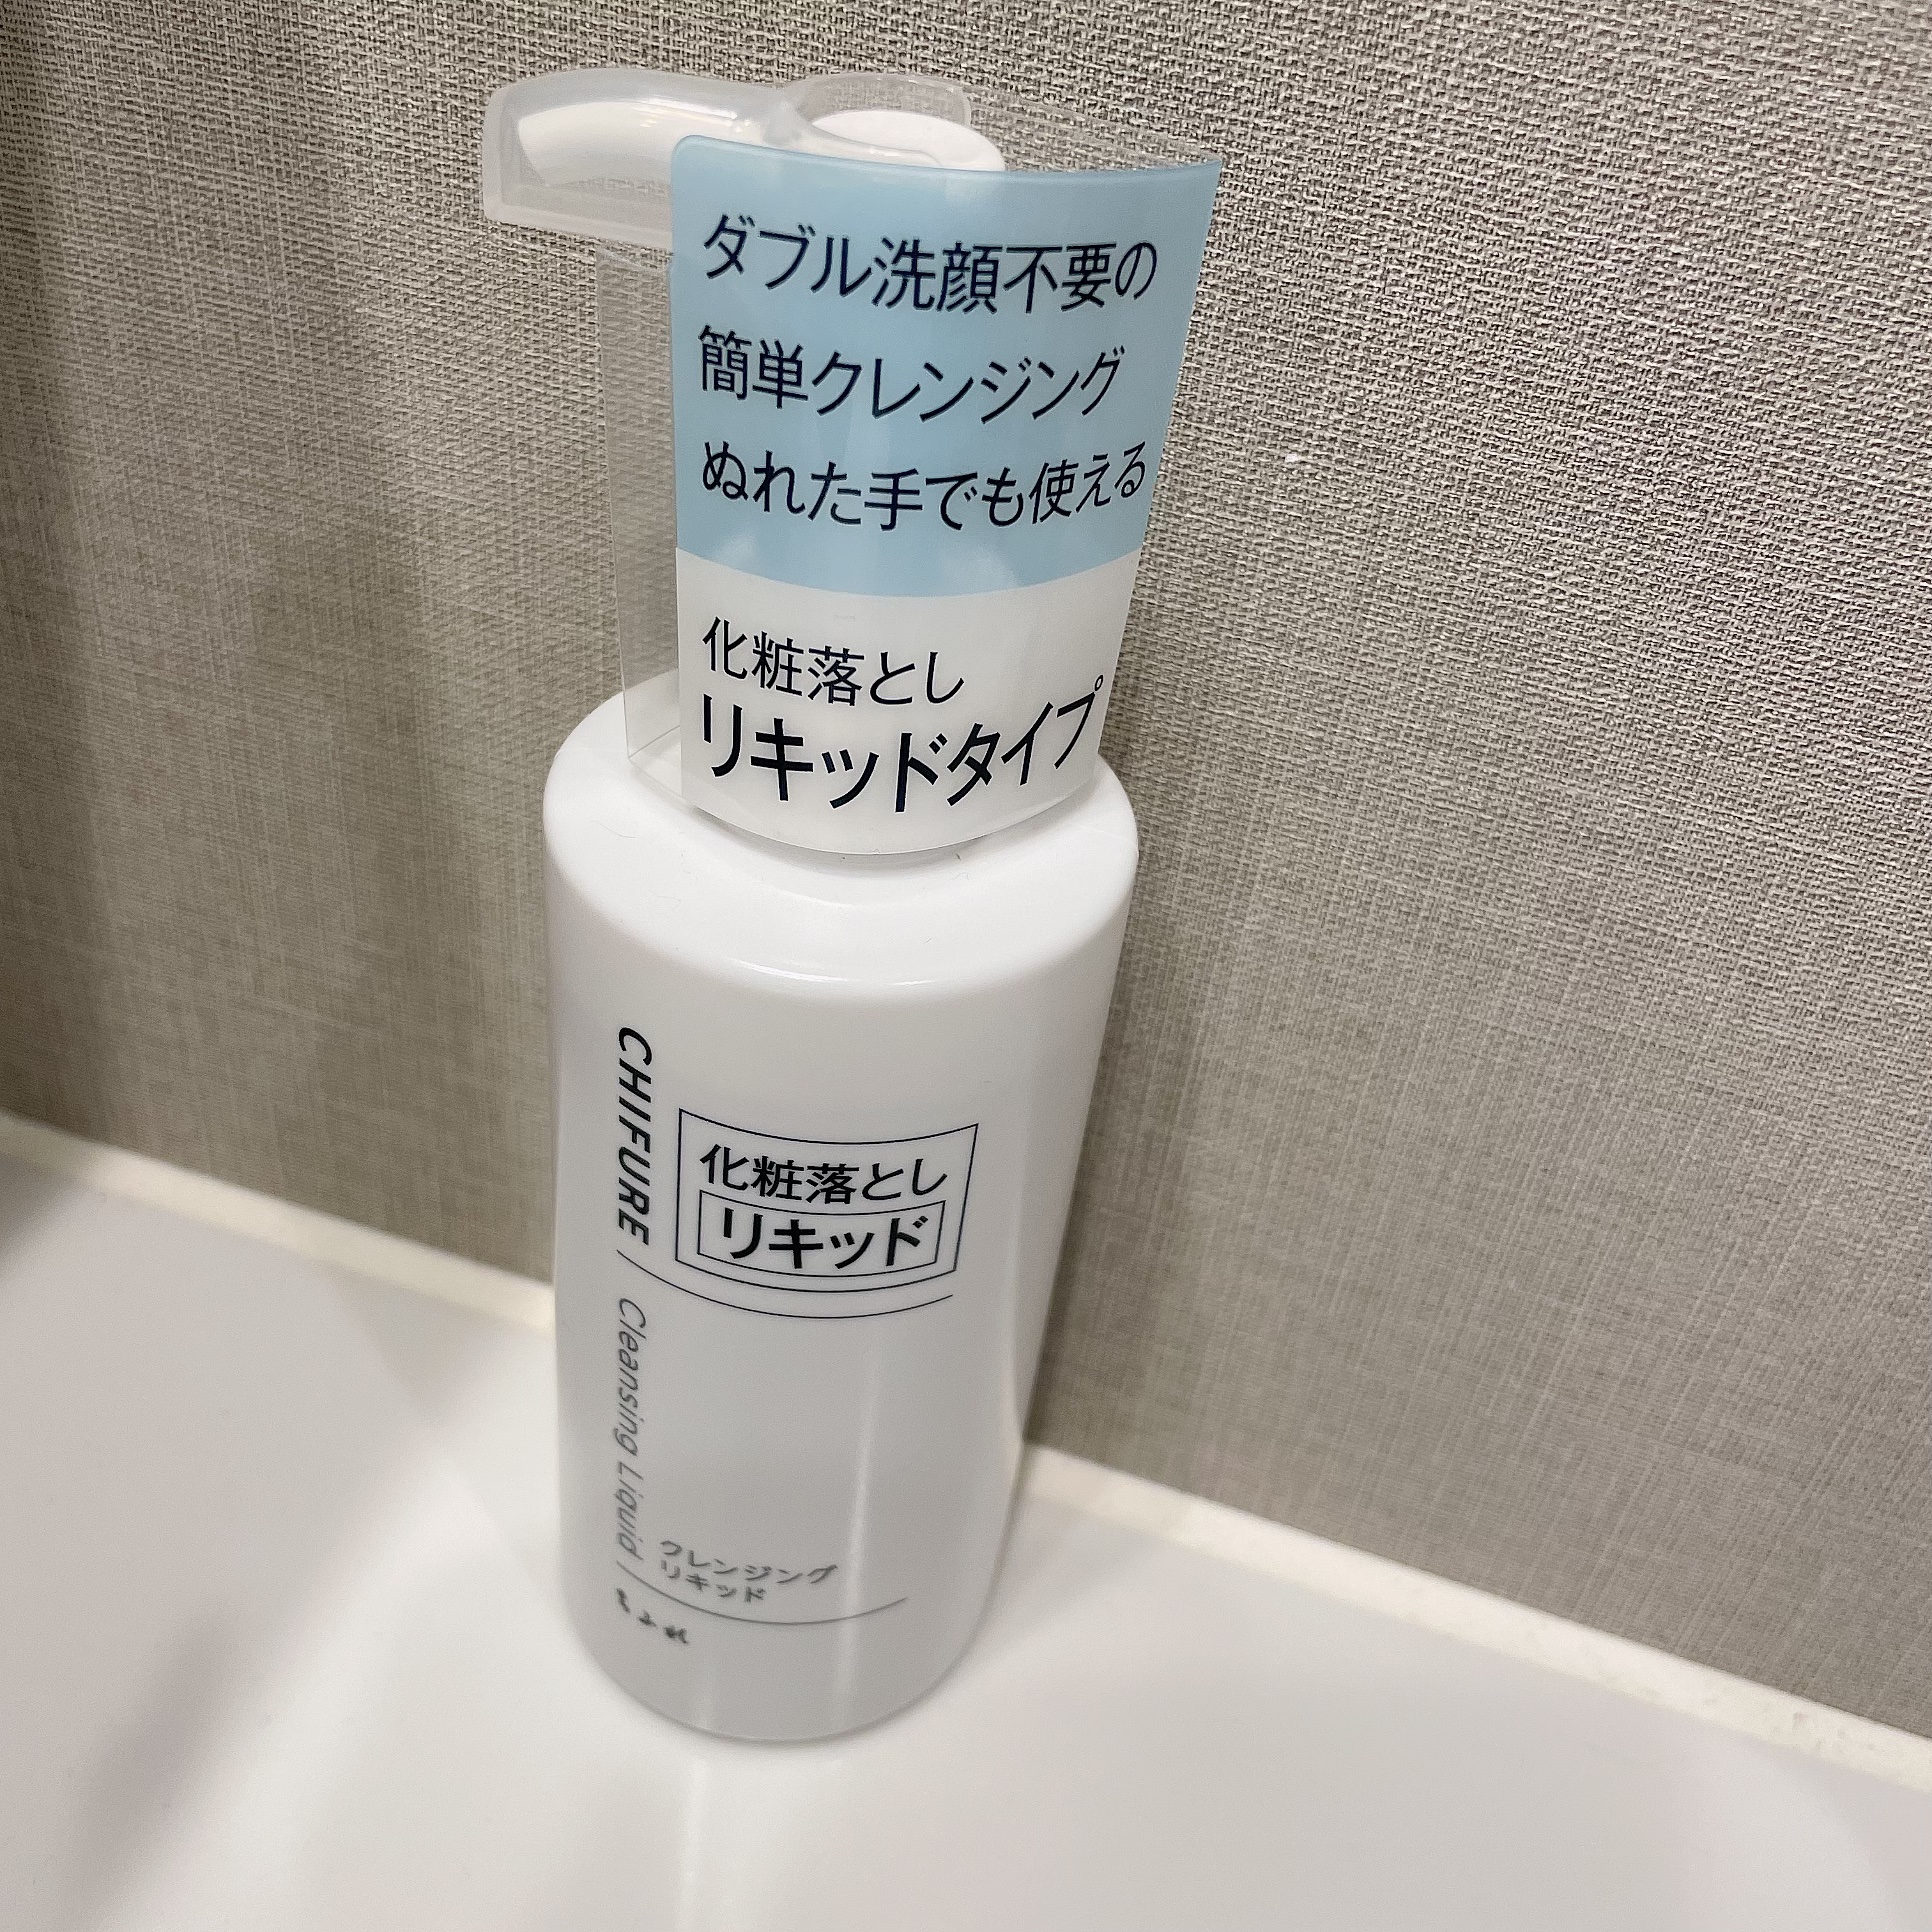 ダブル洗顔不要の
簡単クレンジング
ぬれた手でも使える
化粧落とし
リキッドタイプ
CHIFURE
化粧落とし
リキッド
Cleansing Liquid
クレンジング
リキッド
ちふれ